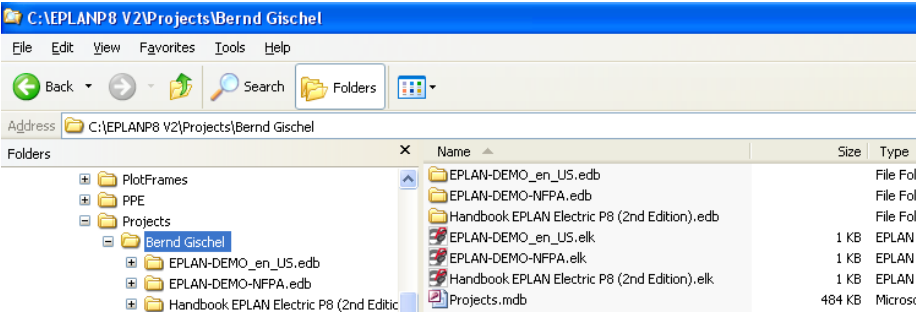 C:\EPLANP8 V2\Projects\Bernd Gischel
File Edit View Favorites Tools Help
Back Search Folders
Address C:\EPLANP8 V2\Projects\Bernd Gischel
Folders X
PlotFrames
PPE
Projects
Bernd Gischel
EPLAN-DEMO_en_US.edb
EPLAN-DEMO-NFPA.edb
Handbook EPLAN Electric P8 (2nd Editic
Name Size Type
EPLAN-DEMO_en_US.edb File Fol
EPLAN-DEMO-NFPA.edb File Fol
Handbook EPLAN Electric P8 (2nd Edition).edb File Fol
EPLAN-DEMO_en_US.elk 1 KB EPLAN
EPLAN-DEMO-NFPA.elk 1 KB EPLAN
Handbook EPLAN Electric P8 (2nd Edition).elk 1 KB EPLAN
Projects.mdb 484 KB Microso